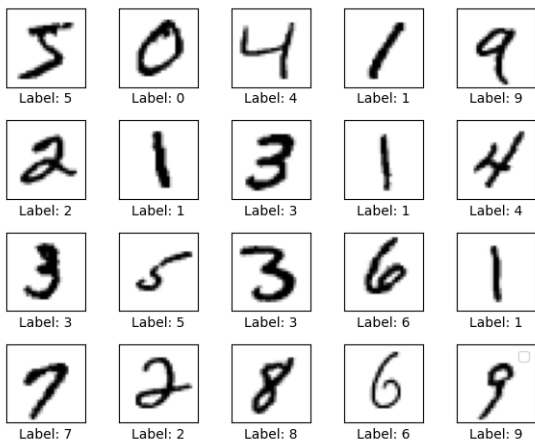 5 0 4 1 9
Label: 5 Label: 0 Label: 4 Label: 1 Label: 9
2 1 3 1 4
Label: 2 Label: 1 Label: 3 Label: 1 Label: 4
3 5 3 6 1
Label: 3 Label: 5 Label: 3 Label: 6 Label: 1
7 2 8 6 9
Label: 7 Label: 2 Label: 8 Label: 6 Label: 9